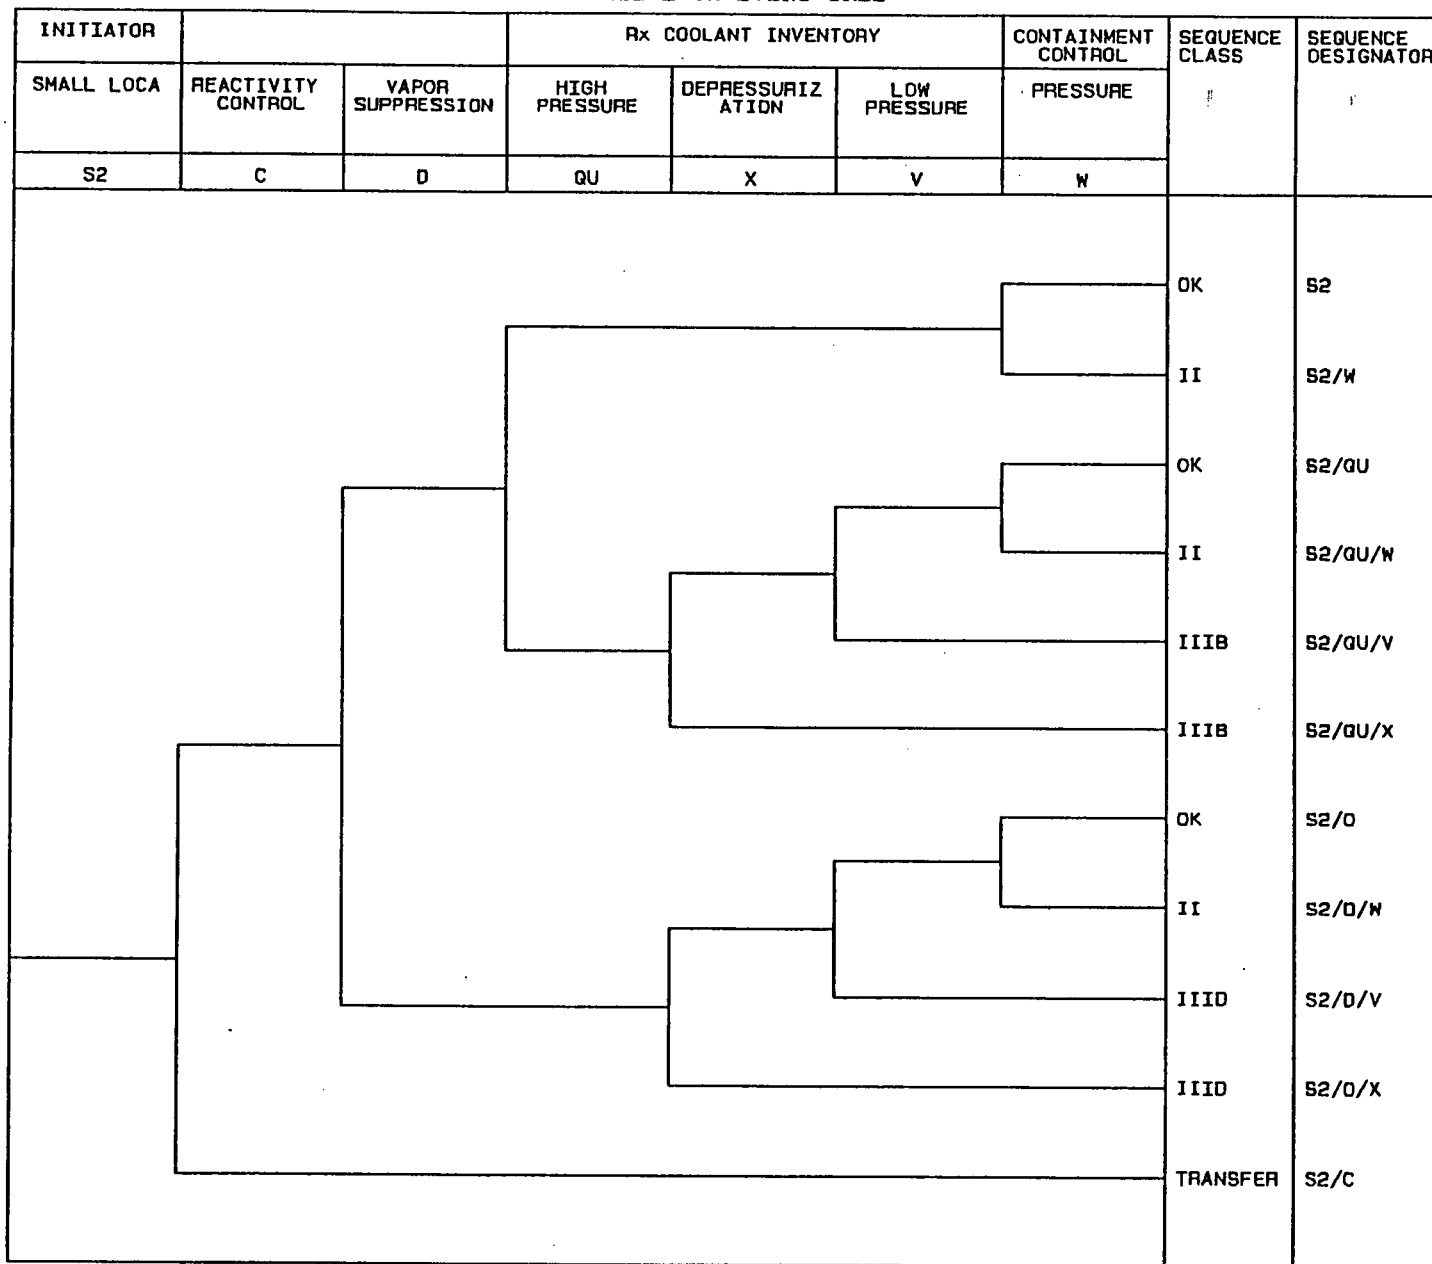 INITIATOR
Rx COOLANT INVENTORY
CONTAINMENT
CONTROL
SEQUENCE
CLASS
SEQUENCE
DESIGNATOR
SMALL LOCA
REACTIVITY
CONTROL
VAPOR
SUPPRESSION
HIGH
PRESSURE
DEPRESSURIZ
ATION
LOW
PRESSURE
PRESSURE
S2
C
D
QU
X
V
W
OK S2
II S2/W
OK S2/QU
II S2/QU/W
IIIB S2/QU/V
IIIB S2/QU/X
OK S2/D
II S2/D/W
IIID S2/D/V
IIID S2/D/X
TRANSFER S2/C